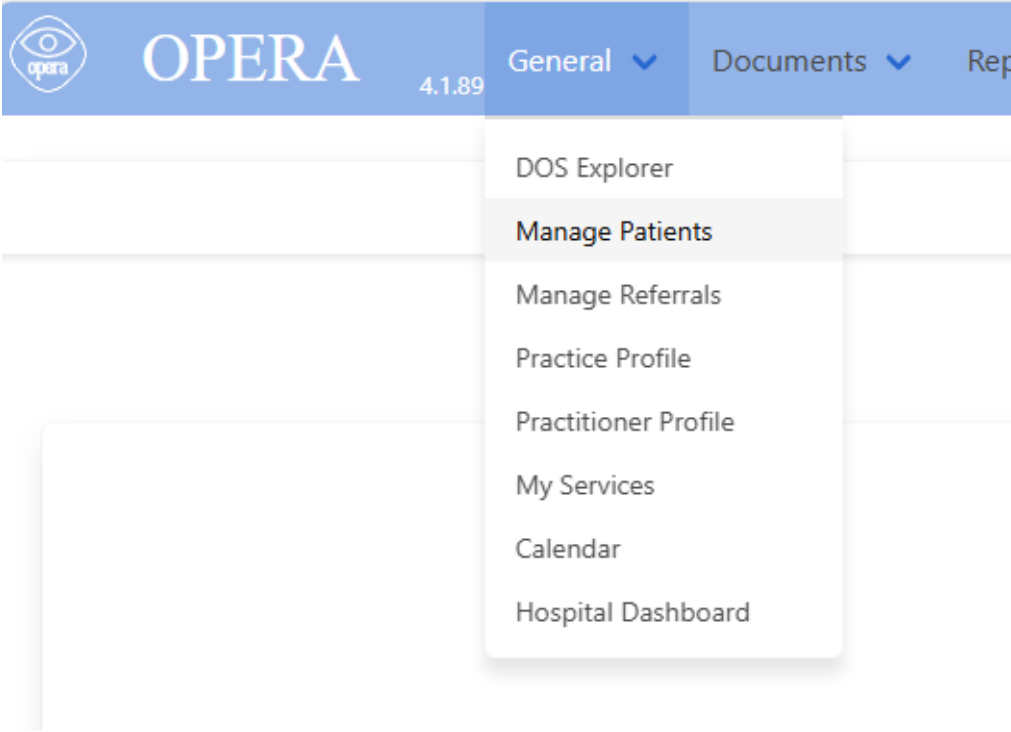 opera
OPERA 4.1.89 General Documents Rep
DOS Explorer
Manage Patients
Manage Referrals
Practice Profile
Practitioner Profile
My Services
Calendar
Hospital Dashboard